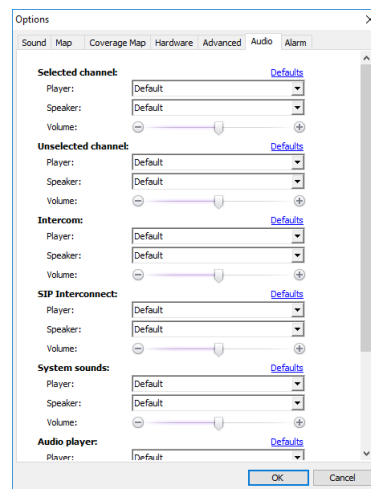 Options
Sound Map Coverage Map Hardware Advanced Audio Alarm
Selected channel: Defaults
Player: Default
Speaker: Default
Volume:
Unselected channel: Defaults
Player: Default
Speaker: Default
Volume:
Intercom: Defaults
Player: Default
Speaker: Default
Volume:
SIP Interconnect: Defaults
Player: Default
Speaker: Default
Volume:
System sounds: Defaults
Player: Default
Speaker: Default
Volume:
Audio player: Defaults
Player: Default
OK Cancel